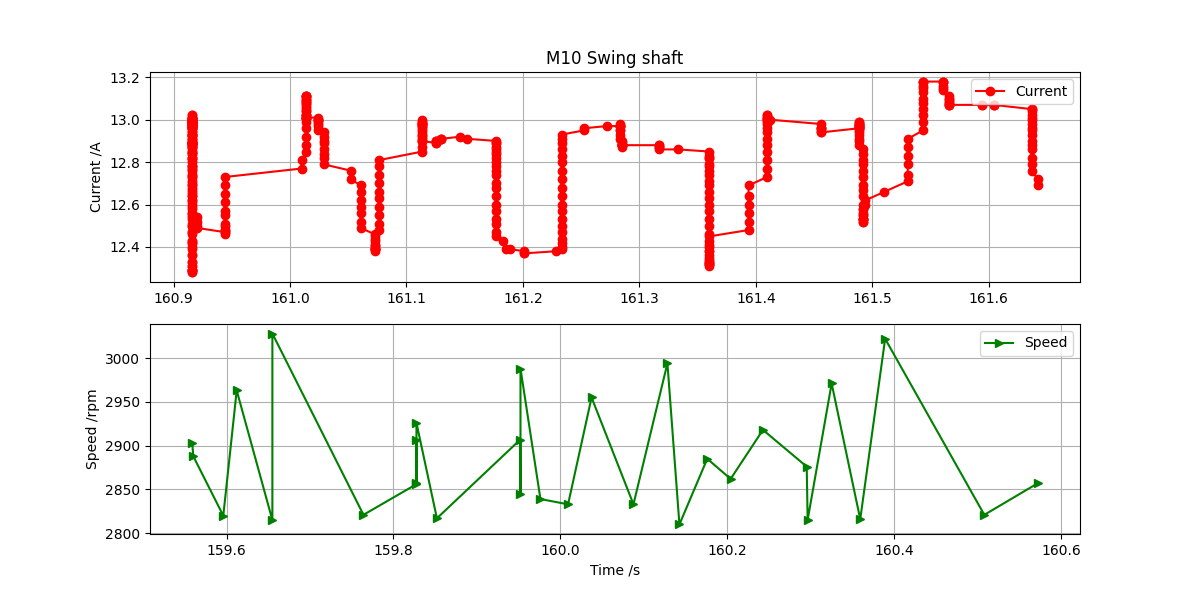 M10 Swing shaft
Current /A
13.2
13.0
12.8
12.6
12.4
Current
160.9 161.0 161.1 161.2 161.3 161.4 161.5 161.6
Speed /rpm
3000
2950
2900
2850
2800
Speed
159.6 159.8 160.0 160.2 160.4 160.6
Time /s